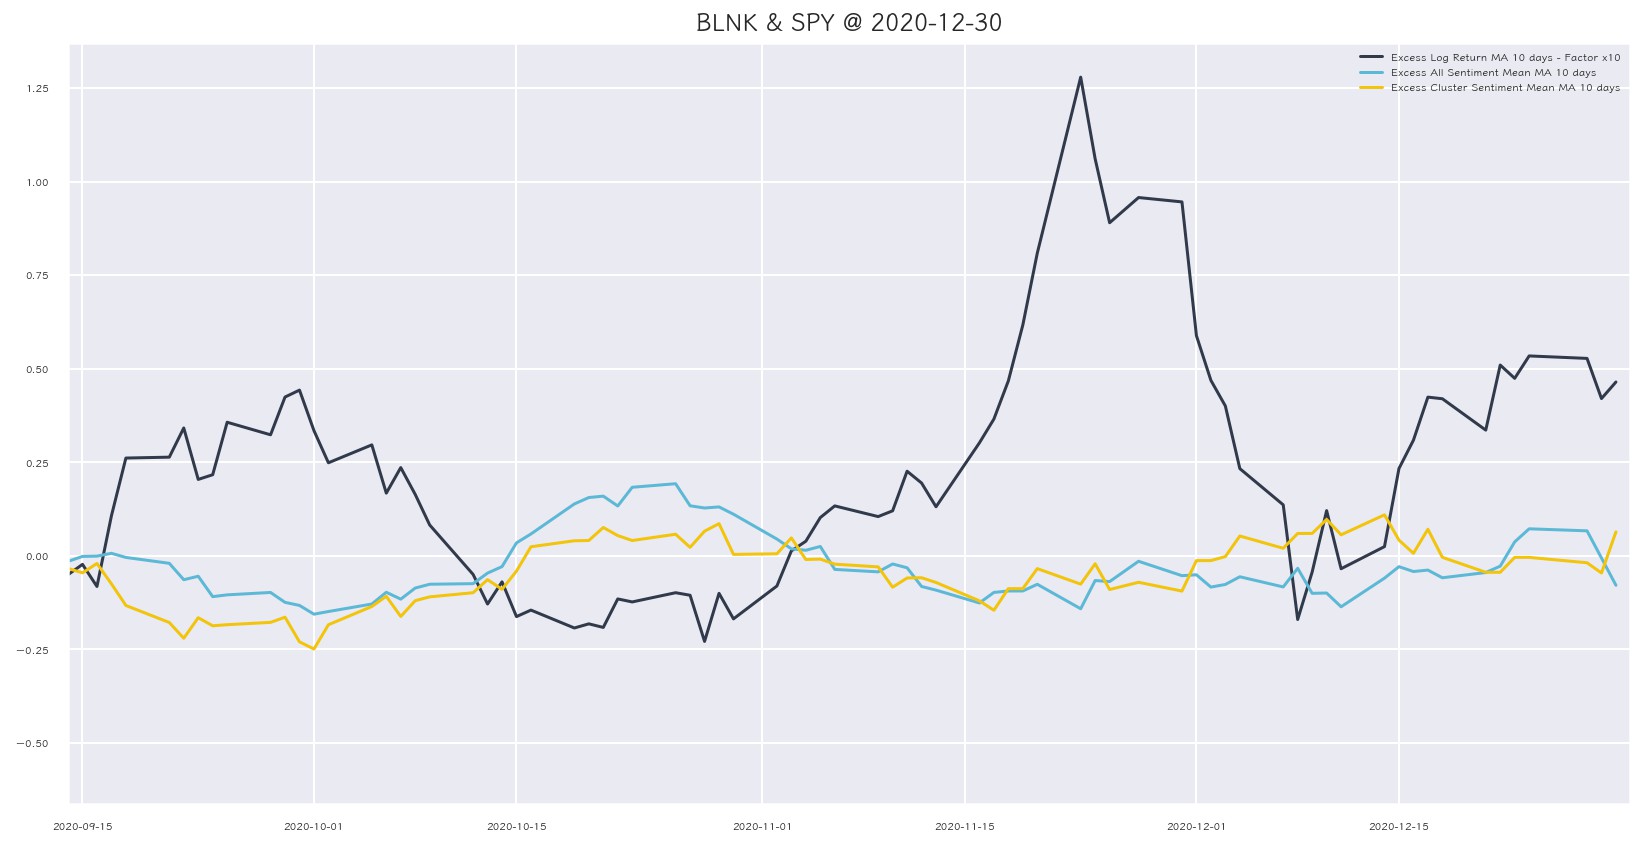 BLNK & SPY @ 2020-12-30
Excess Log Return MA 10 days - Factor x10
Excess All Sentiment Mean MA 10 days
Excess Cluster Sentiment Mean MA 10 days
1.25
1.00
0.75
0.50
0.25
0.00
−0.25
−0.50
2020-09-15 2020-10-01 2020-10-15 2020-11-01 2020-11-15 2020-12-01 2020-12-15